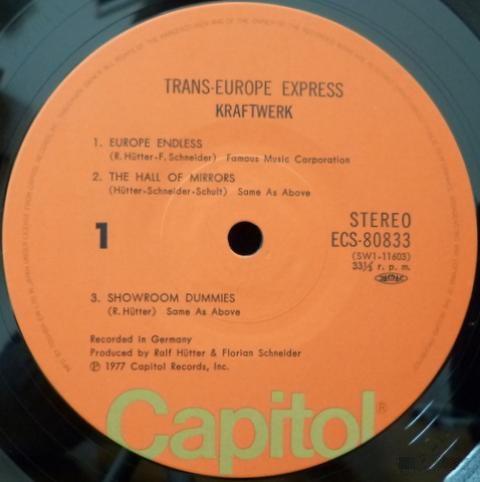 TRANS-EUROPE EXPRESS
KRAFTWERK
1. EUROPE ENDLESS
(R. Hütter-F. Schneider) Famous Music Corporation
2. THE HALL OF MIRRORS
(Hütter-Schneider-Schult) Same As Above
1
STEREO
ECS-80833
(SW1-11603)
33⅓ r. p. m.
3. SHOWROOM DUMMIES
(R. Hütter) Same As Above
Recorded in Germany
Produced by Ralf Hütter & Florian Schneider
℗ 1977 Capitol Records, Inc.
Capitol®